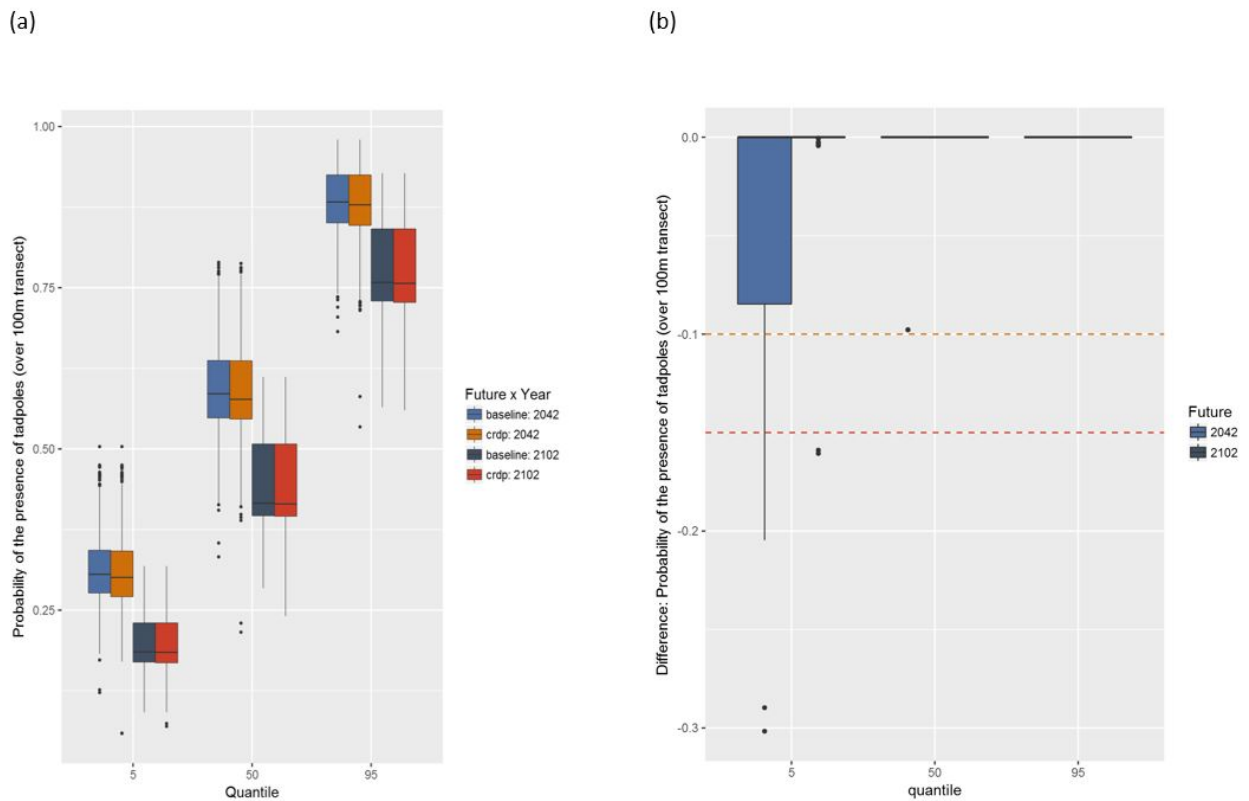 (a)
(b)
Probability of the presence of tadpoles (over 100m transect)
1.00
0.75
0.50
0.25
5
50
95
Quantile
Future x Year
baseline: 2042
crdp: 2042
baseline: 2102
crdp: 2102
Difference: Probability of the presence of tadpoles (over 100m transect)
0.0
-0.1
-0.2
-0.3
5
50
95
quantile
Future
2042
2102